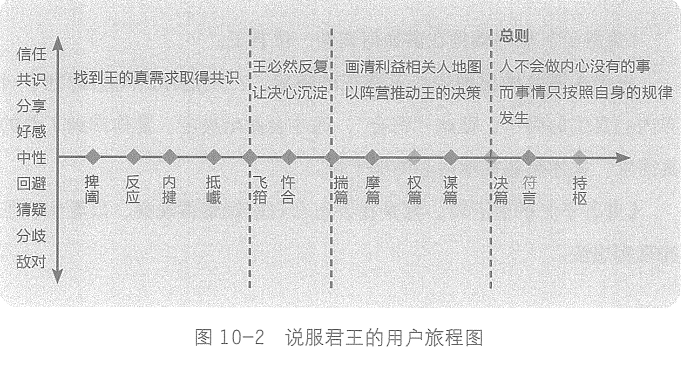 总则
信任
共识
分享
好感
中性
回避
猜疑
分歧
敌对
找到王的真需求取得共识
王必然反复
让决心沉淀
画清利益相关人地图
以阵营推动王的决策
人不会做内心没有的事
而事情只按照自身的规律
发生
捭阖
反应
内揵
抵巇
飞箝
忤合
揣篇
摩篇
权篇
谋篇
决篇
符言
持枢
图 10-2 说服君王的用户旅程图